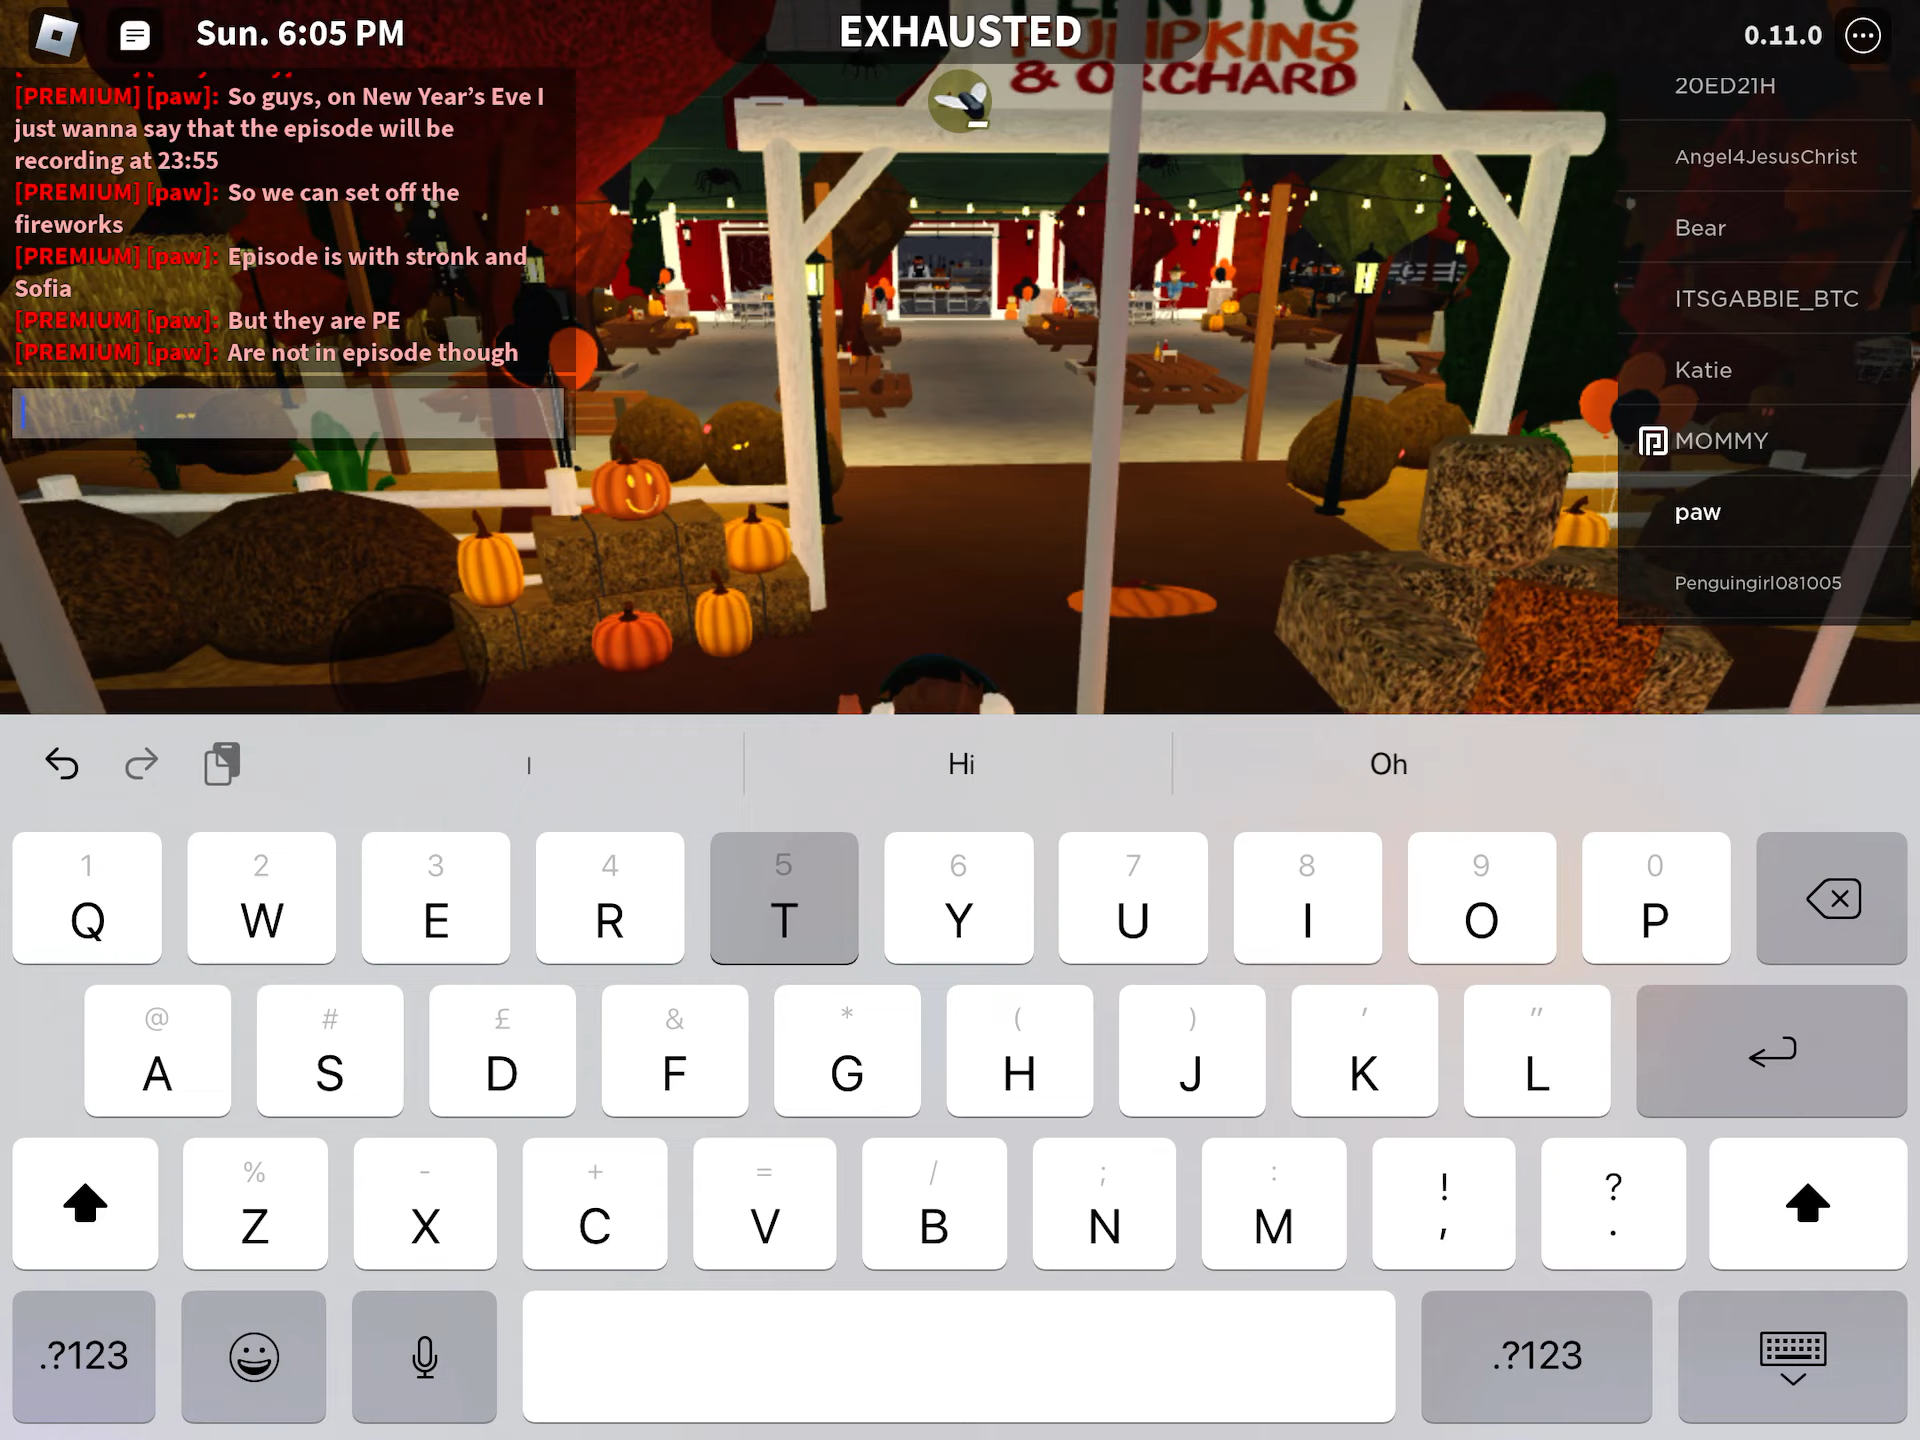 Sun. 6:05 PM
EXHAUSTED
0.11.0
PUMPKINS
& ORCHARD
[PREMIUM] [paw]: So guys, on New Year's Eve I
just wanna say that the episode will be
recording at 23:55
[PREMIUM] [paw]: So we can set off the
fireworks
[PREMIUM] [paw]: Episode is with stronk and
Sofia
[PREMIUM] [paw]: But they are PE
[PREMIUM] [paw]: Are not in episode though
20ED21H
Angel4JesusChrist
Bear
ITSGABBIE_BTC
Katie
MOMMY
paw
Penguingirl081005
I Hi Oh
1 2 3 4 5 6 7 8 9 0
Q W E R T Y U I O P
@ # £ & * ( ) ' "
A S D F G H J K L
% - + = / ; : ! ?
Z X C V B N M , .
.?123 .?123